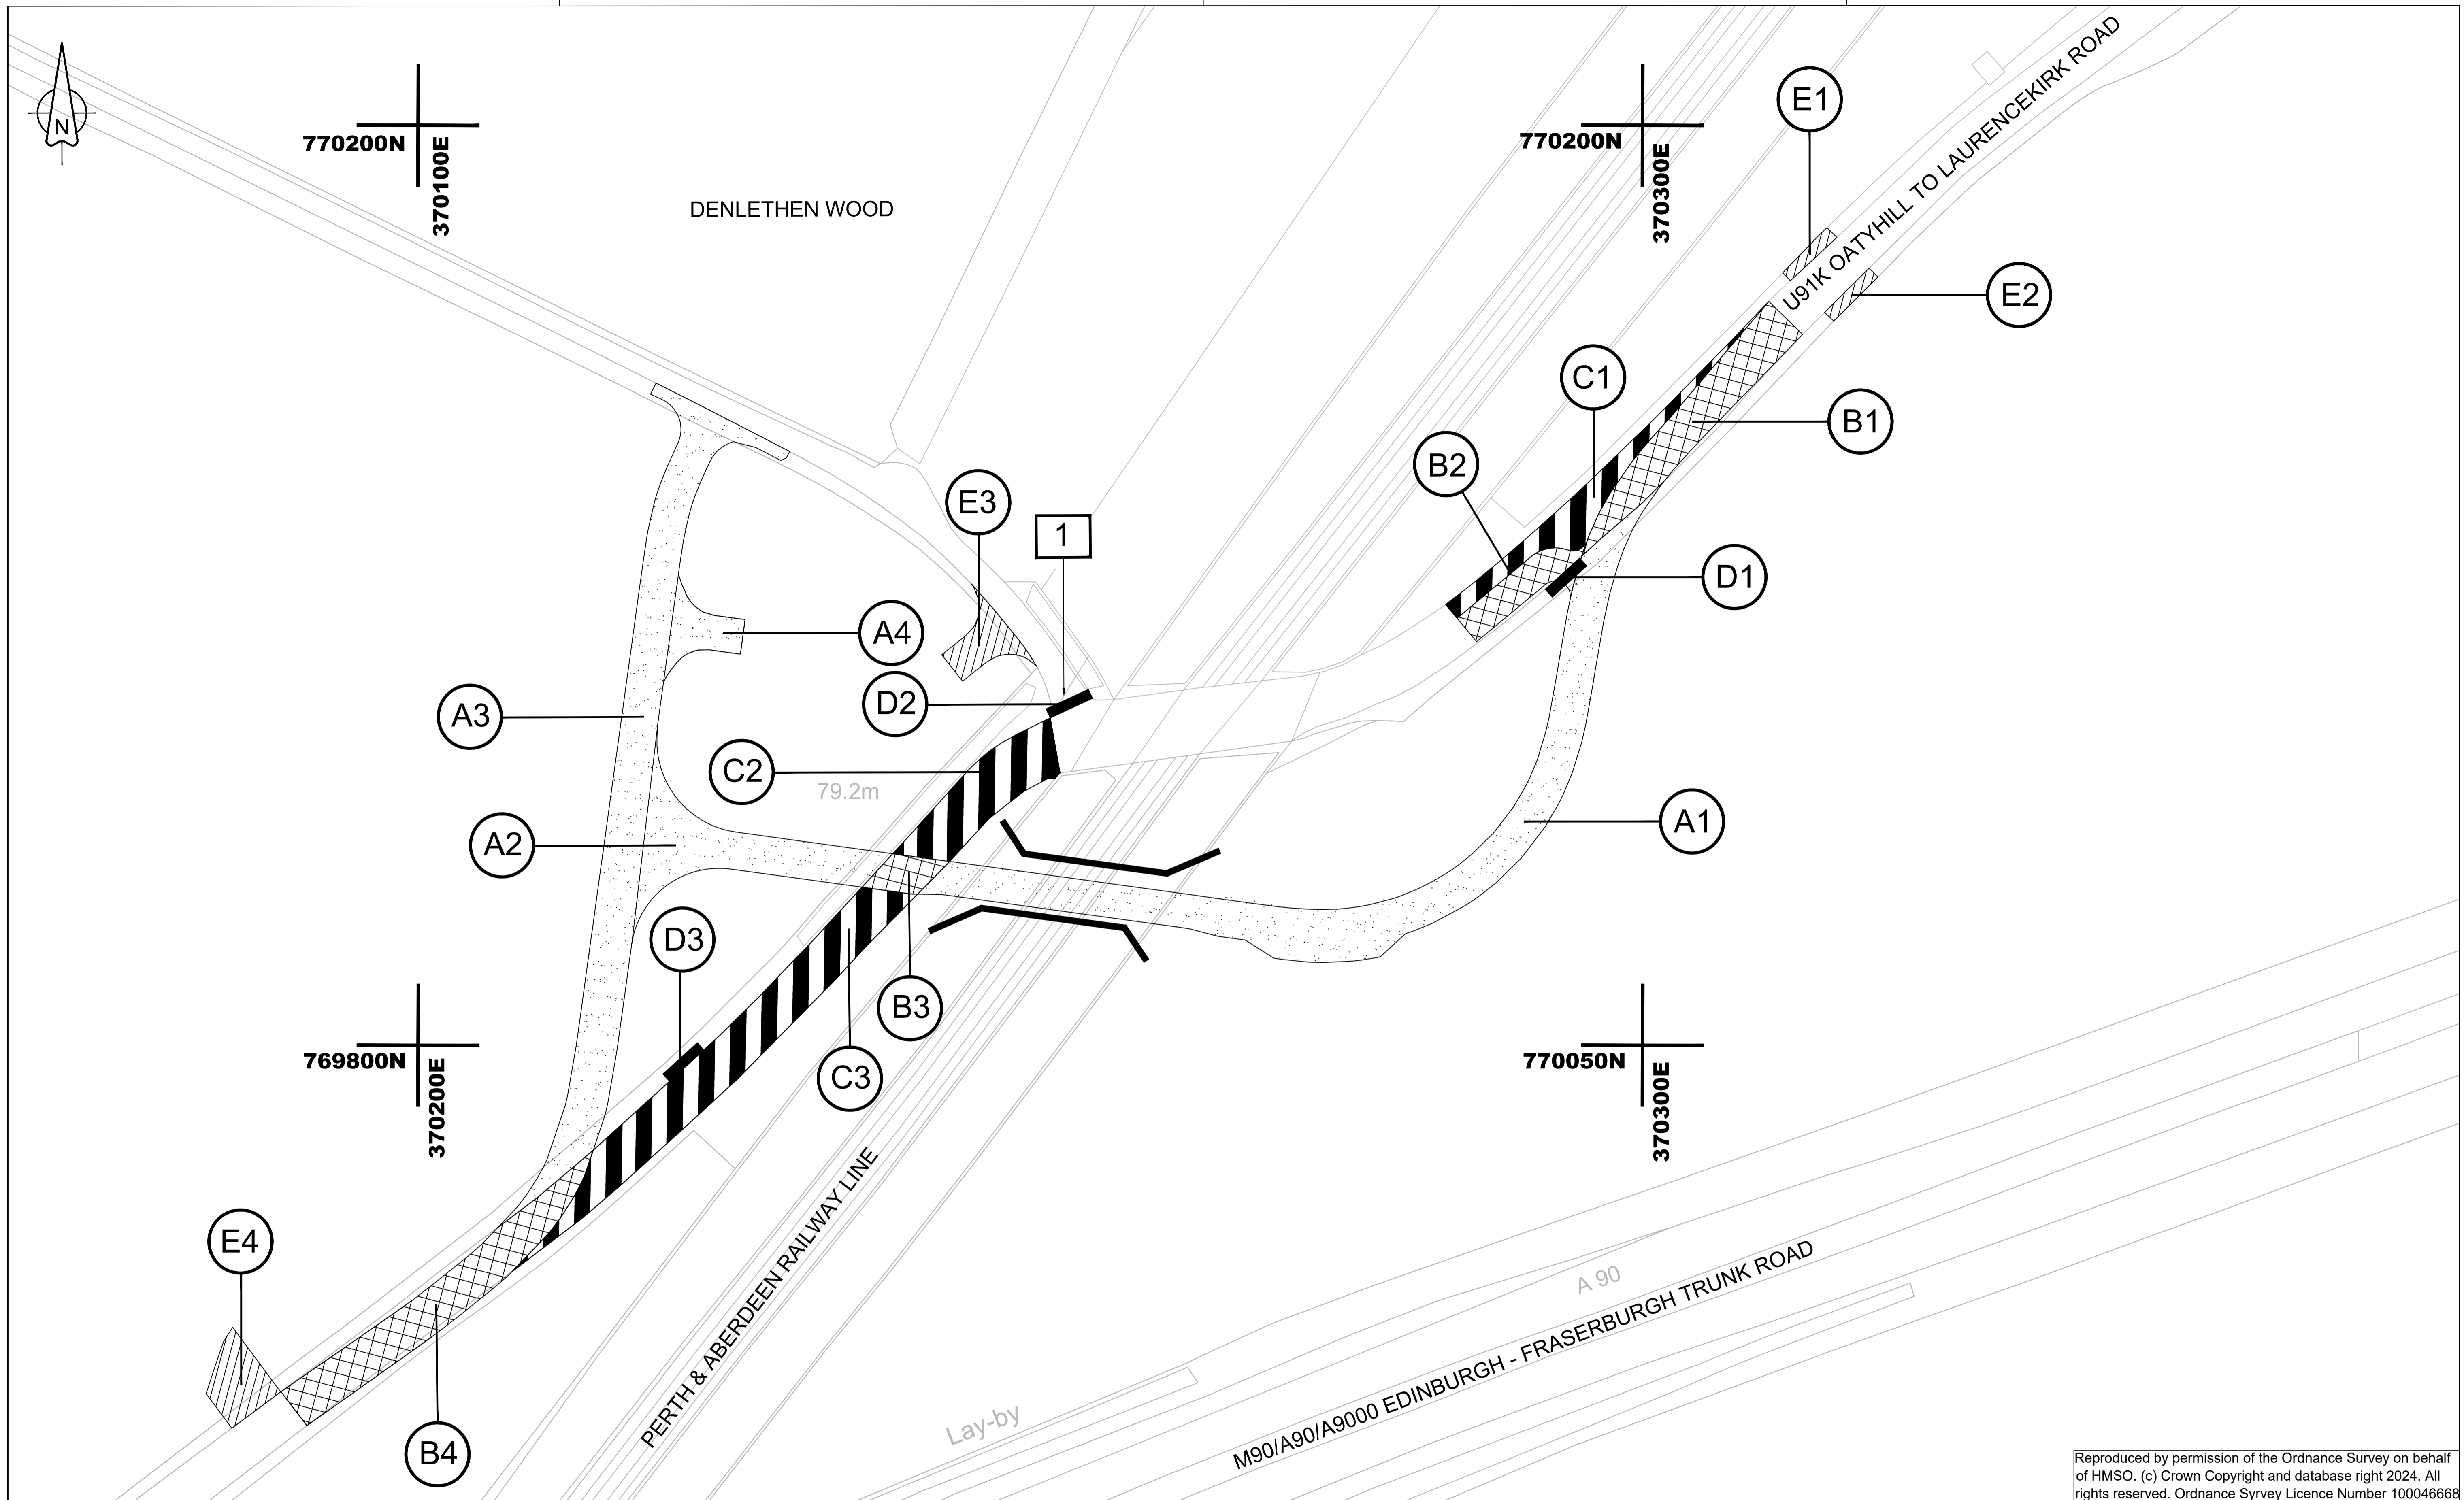 N
770200N
370100E
DENLETHEN WOOD
770200N
370300E
E1
U91K OATYHILL TO LAURENCEKIRK ROAD
E2
C1
B1
B2
E3
1
D1
A4
A3
D2
C2
79.2m
A1
A2
D3
B3
C3
769800N
370200E
770050N
370300E
E4
B4
PERTH & ABERDEEN RAILWAY LINE
A 90
M90/A90/A9000 EDINBURGH - FRASERBURGH TRUNK ROAD
Lay-by
Reproduced by permission of the Ordnance Survey on behalf
of HMSO. (c) Crown Copyright and database right 2024. All
rights reserved. Ordnance Syrvey Licence Number 100046668